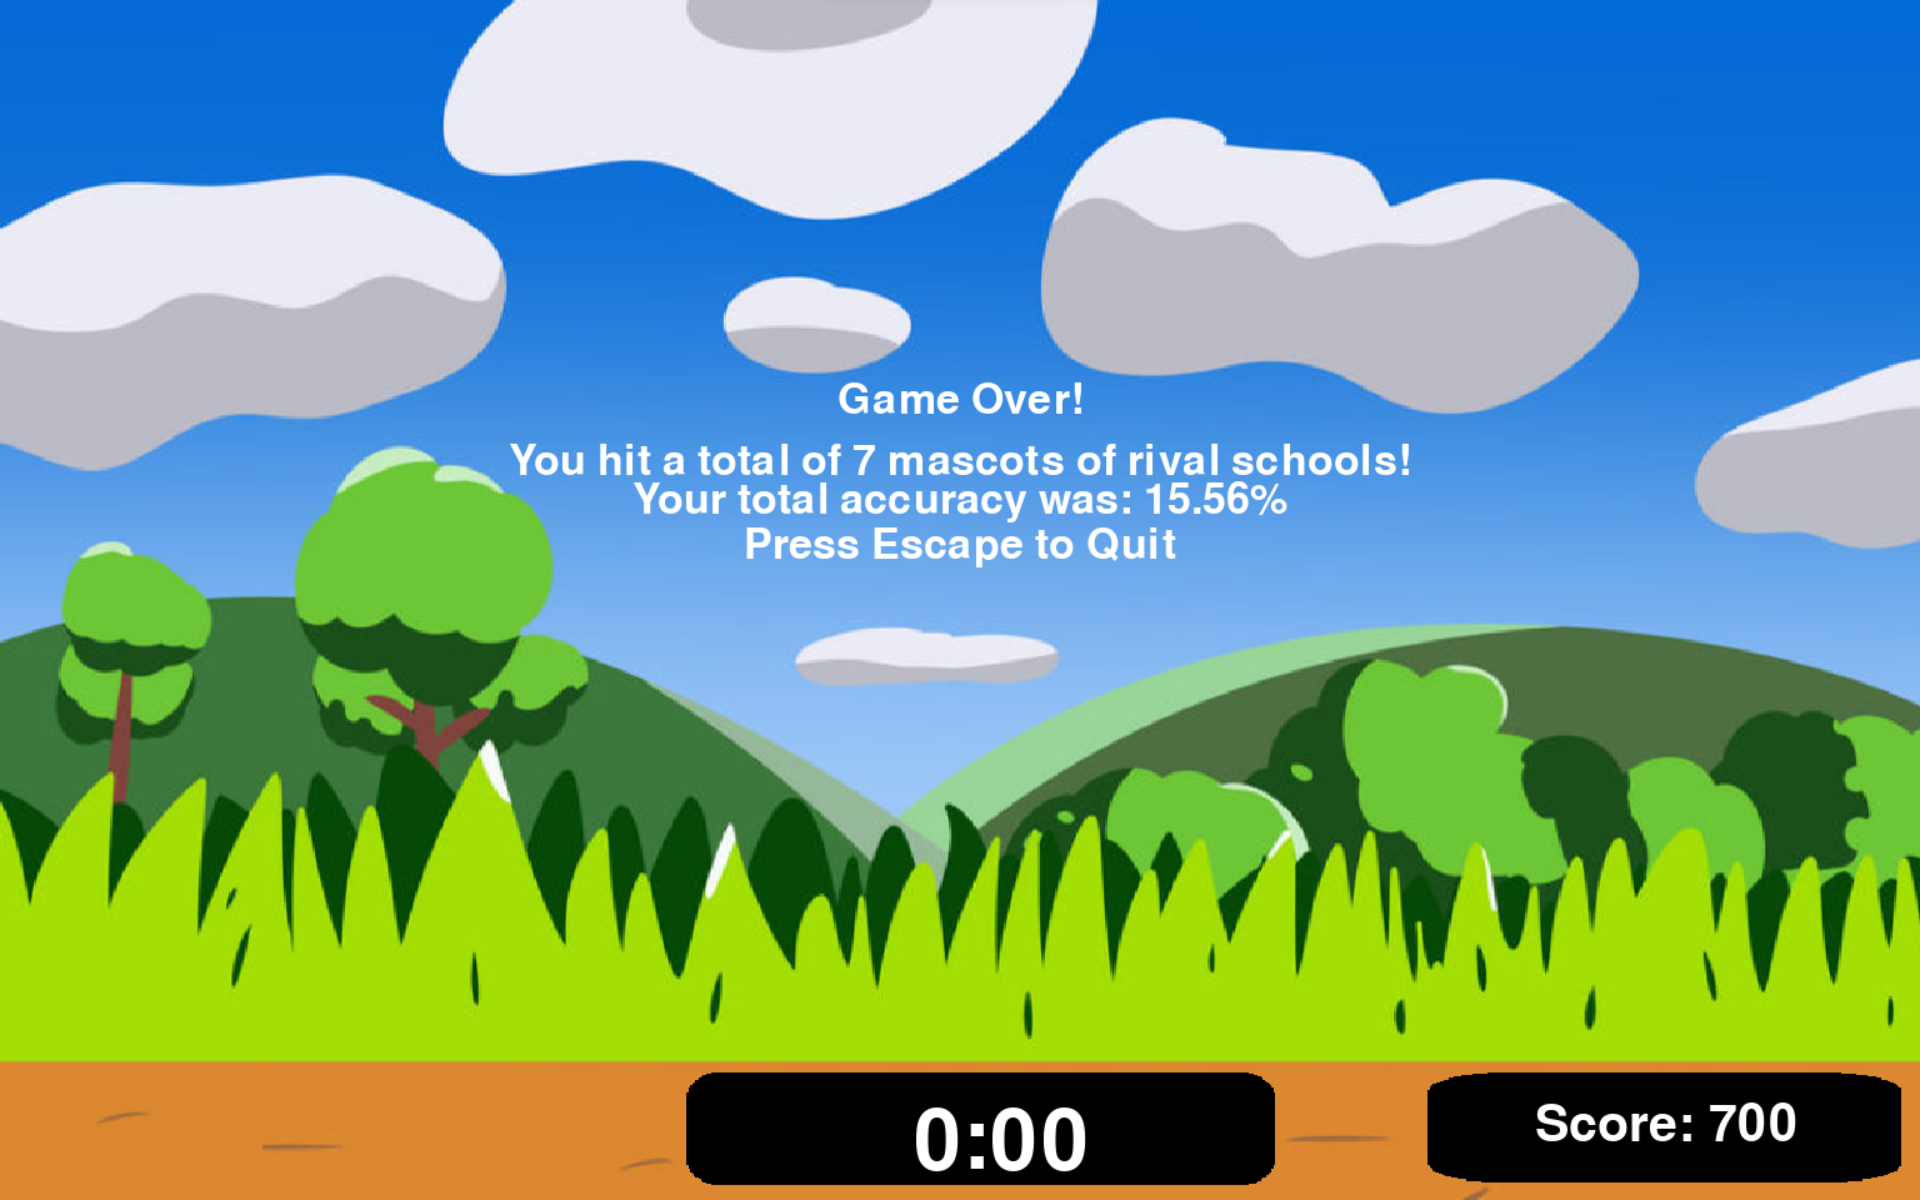 Game Over!
You hit a total of 7 mascots of rival schools!
Your total accuracy was: 15.56%
Press Escape to Quit
0:00
Score: 700